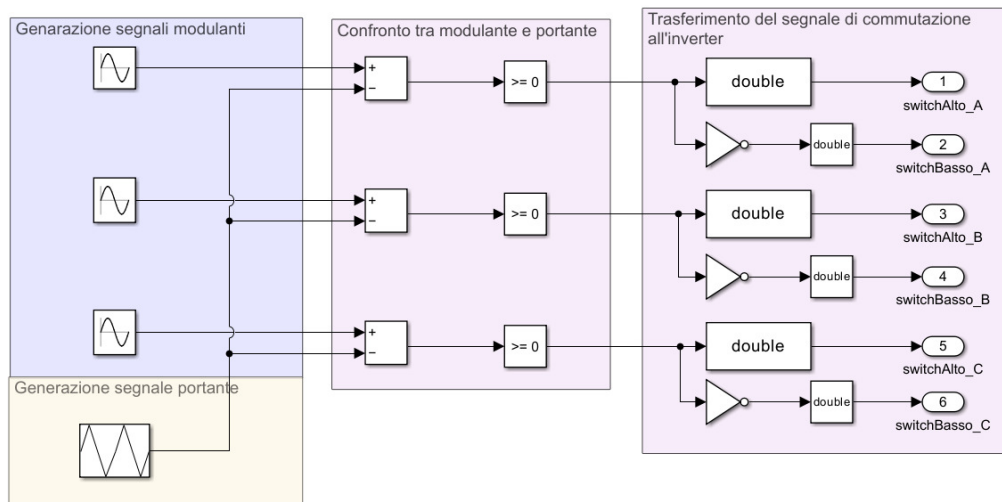 Genarazione segnali modulanti
Confronto tra modulante e portante
Trasferimento del segnale di commutazione
all'inverter
+
−
>= 0
double
1
switchAlto_A
double
2
switchBasso_A
+
−
>= 0
double
3
switchAlto_B
double
4
switchBasso_B
+
−
>= 0
double
5
switchAlto_C
double
6
switchBasso_C
Generazione segnale portante